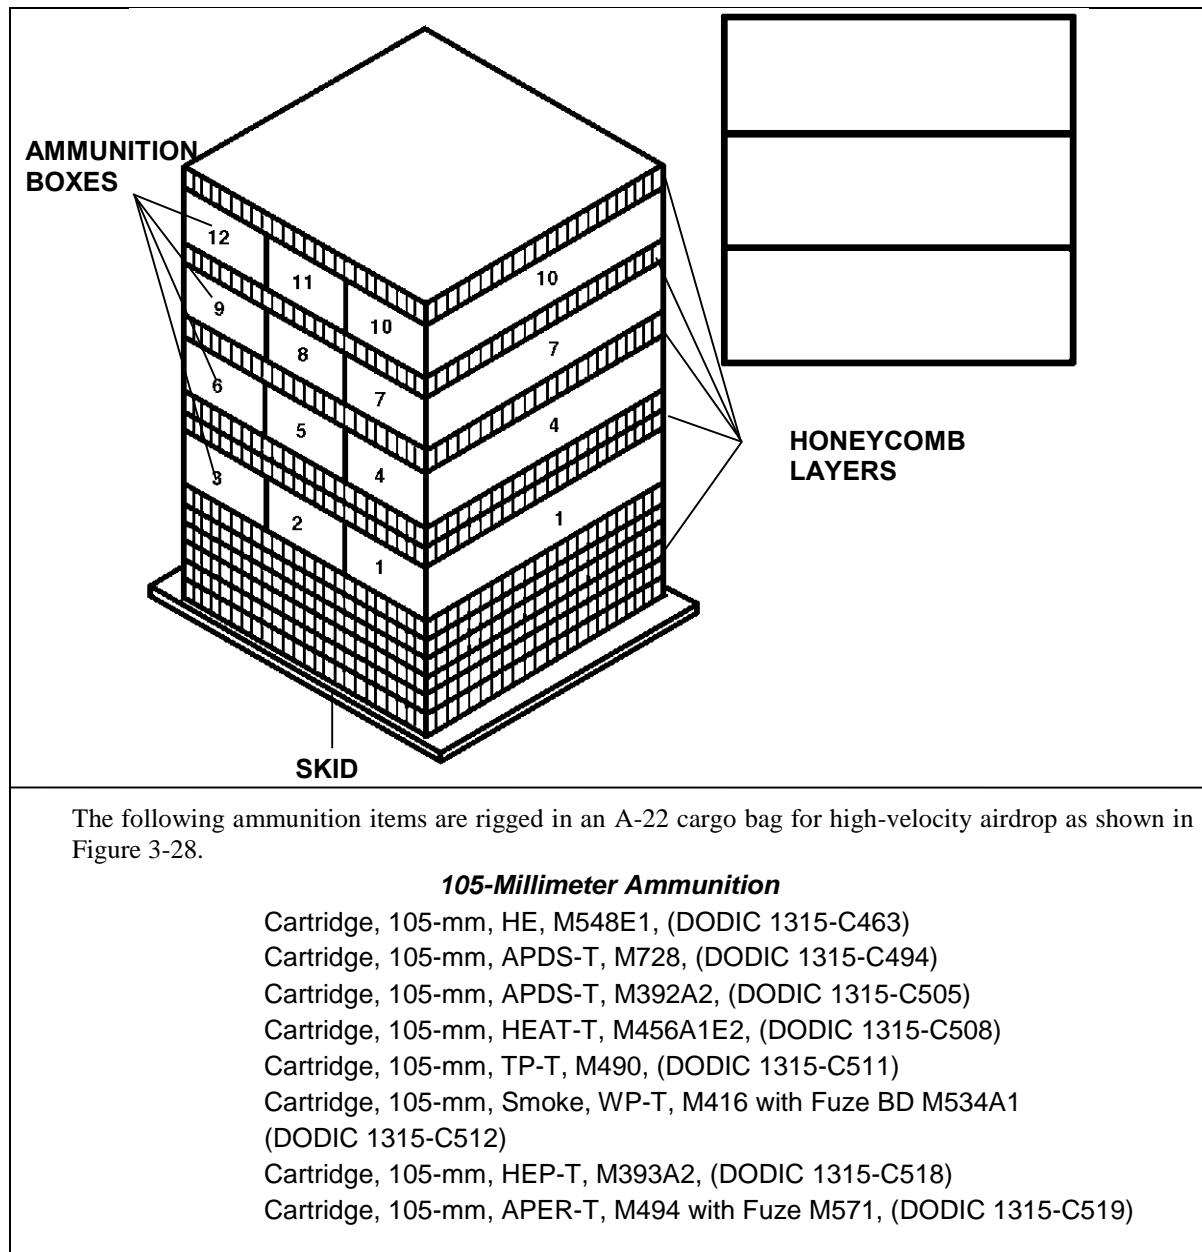 AMMUNITION
BOXES
12
11
10
10
9
8
7
7
6
5
4
4
3
2
1
1
HONEYCOMB
LAYERS
SKID
The following ammunition items are rigged in an A-22 cargo bag for high-velocity airdrop as shown in
Figure 3-28.
105-Millimeter Ammunition
Cartridge, 105-mm, HE, M548E1, (DODIC 1315-C463)
Cartridge, 105-mm, APDS-T, M728, (DODIC 1315-C494)
Cartridge, 105-mm, APDS-T, M392A2, (DODIC 1315-C505)
Cartridge, 105-mm, HEAT-T, M456A1E2, (DODIC 1315-C508)
Cartridge, 105-mm, TP-T, M490, (DODIC 1315-C511)
Cartridge, 105-mm, Smoke, WP-T, M416 with Fuze BD M534A1
(DODIC 1315-C512)
Cartridge, 105-mm, HEP-T, M393A2, (DODIC 1315-C518)
Cartridge, 105-mm, APER-T, M494 with Fuze M571, (DODIC 1315-C519)